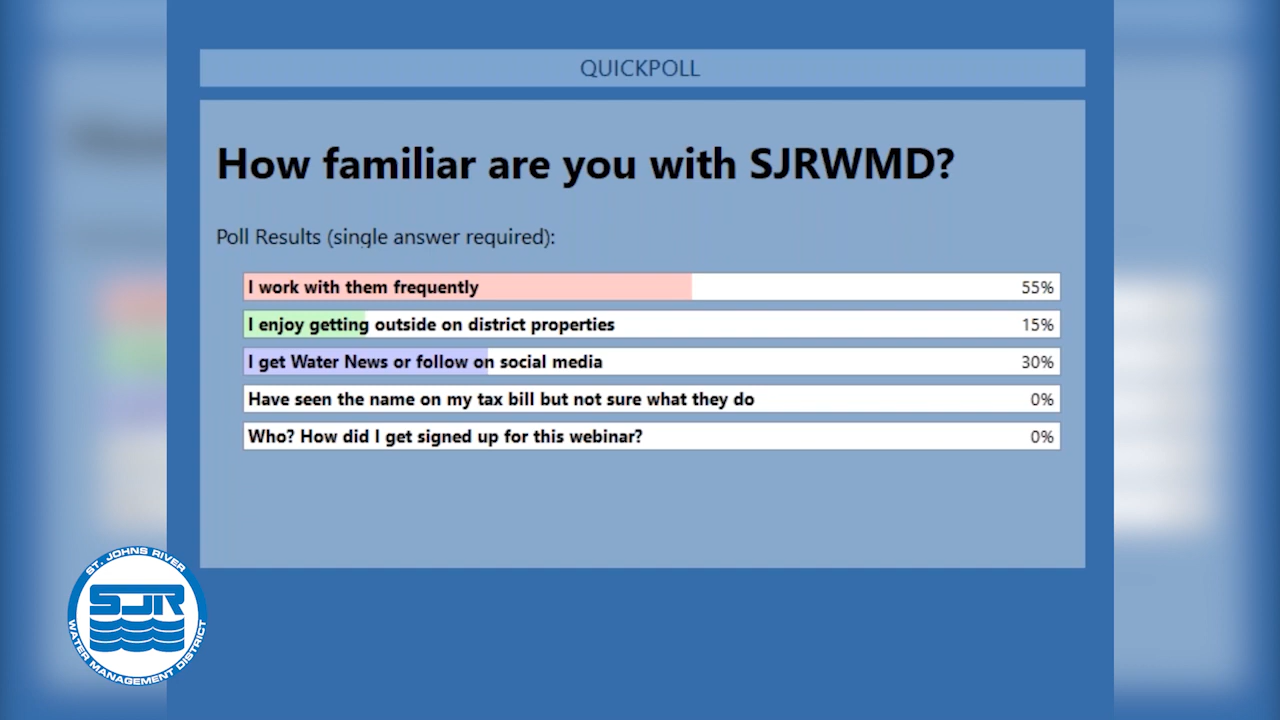 QUICKPOLL
How familiar are you with SJRWMD?
Poll Results (single answer required):
I work with them frequently 55%
I enjoy getting outside on district properties 15%
I get Water News or follow on social media 30%
Have seen the name on my tax bill but not sure what they do 0%
Who? How did I get signed up for this webinar? 0%
ST. JOHNS RIVER
SJR
WATER MANAGEMENT DISTRICT